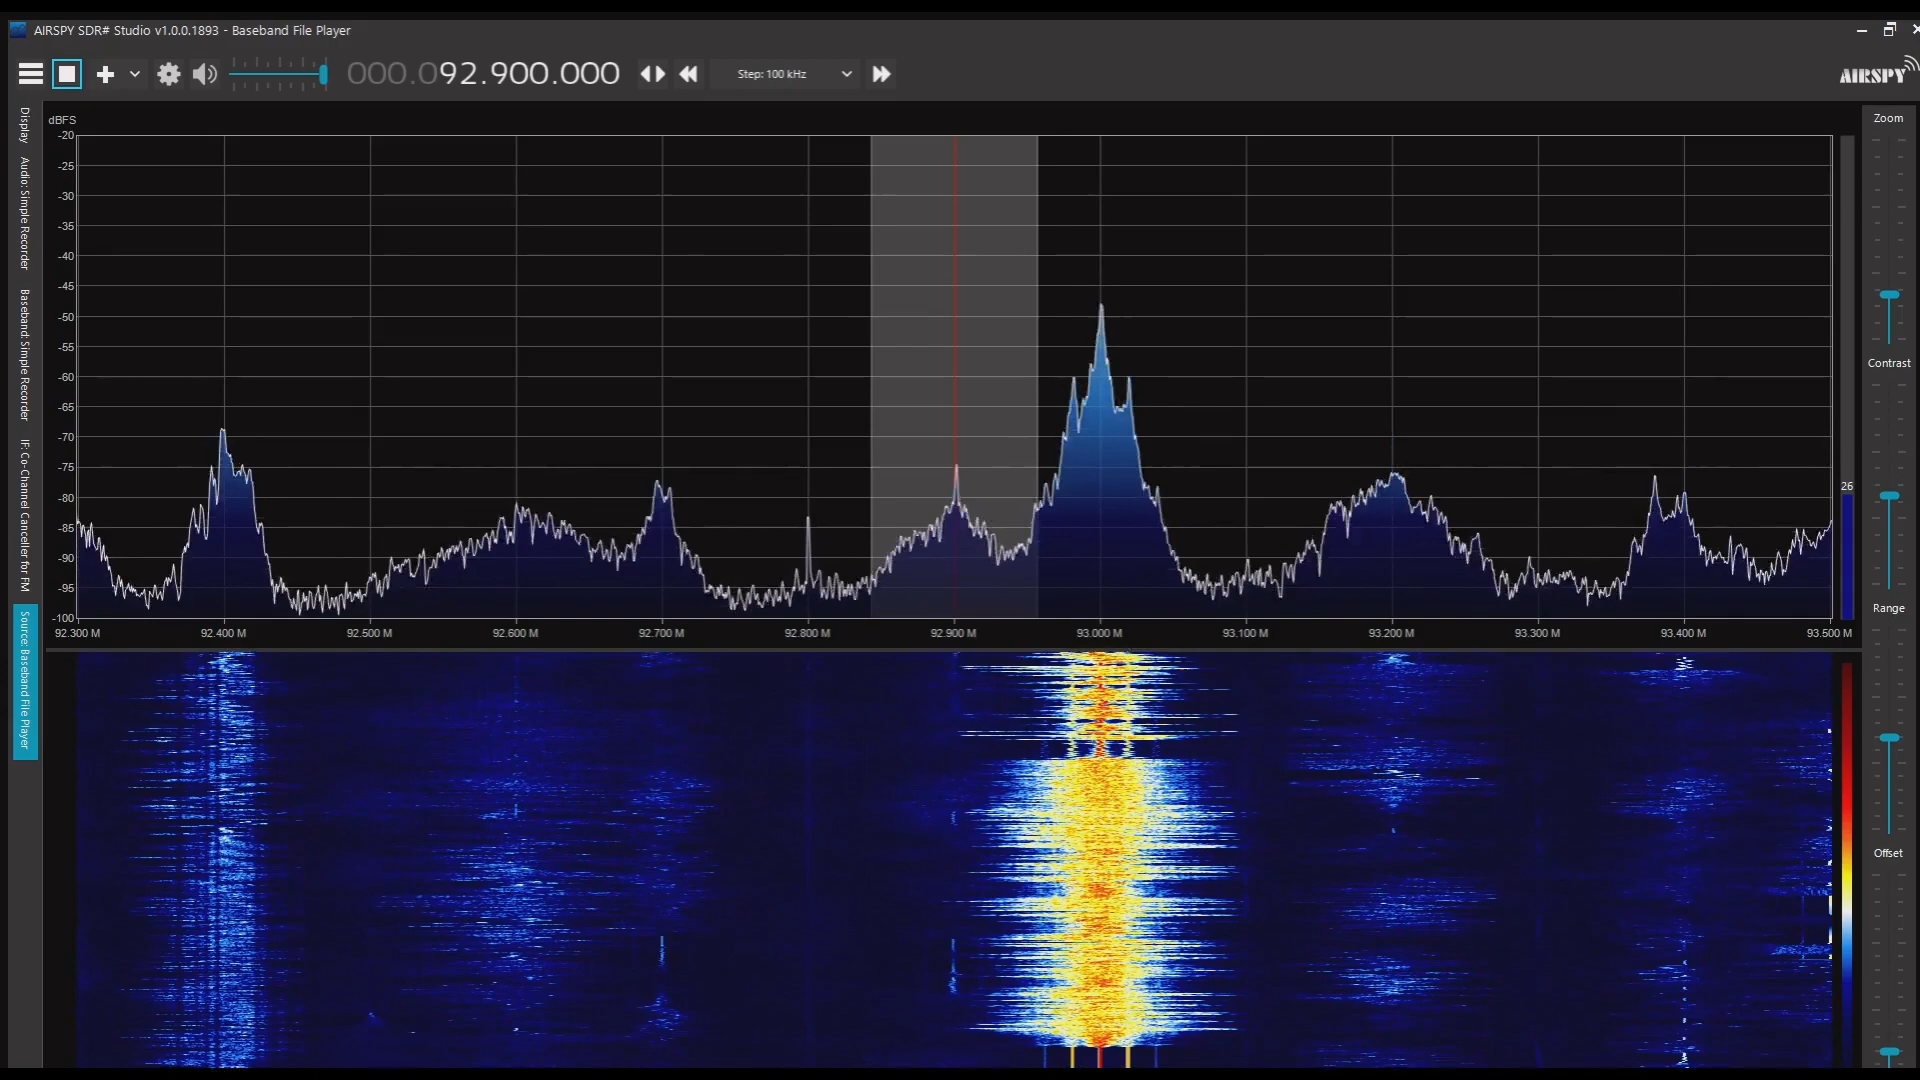 AIRSPY SDR# Studio v1.0.0.1893 - Baseband File Player
000.092.900.000
Step: 100 kHz
AIRSPY
Display
Audio: Simple Recorder
Baseband: Simple Recorder
IF: Co-Channel Canceller for FM
Source: Baseband File Player
dBFS
-20
-25
-30
-35
-40
-45
-50
-55
-60
-65
-70
-75
-80
-85
-90
-95
-100
92.300 M 92.400 M 92.500 M 92.600 M 92.700 M 92.800 M 92.900 M 93.000 M 93.100 M 93.200 M 93.300 M 93.400 M 93.500 M
26
Zoom
Contrast
Range
Offset